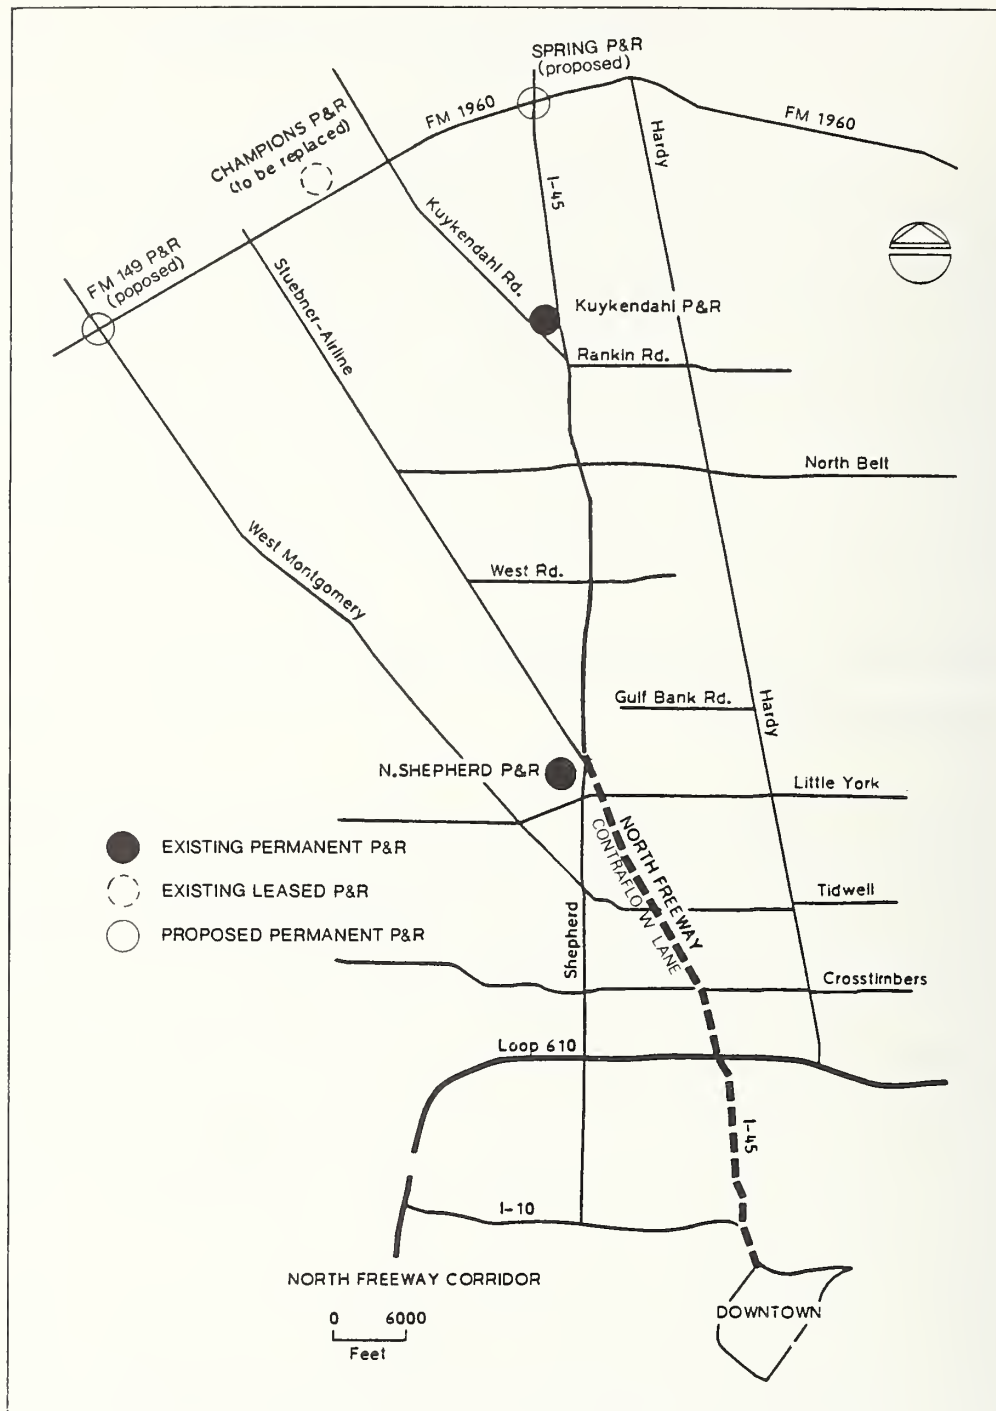 SPRING P&R
(proposed)
FM 1960
FM 1960
CHAMPIONS P&R
(to be replaced)
Hardy
I-45
Kuykendahl Rd.
FM 149 P&R
(poposed)
Stuebner-Airline
Kuykendahl P&R
Rankin Rd.
North Belt
West Montgomery
West Rd.
Gulf Bank Rd.
Hardy
N.SHEPHERD P&R
Little York
NORTH FREEWAY
CONTRAFLOW LANE
EXISTING PERMANENT P&R
EXISTING LEASED P&R
PROPOSED PERMANENT P&R
Tidwell
Shepherd
Crosstimbers
Loop 610
I-45
I-10
NORTH FREEWAY CORRIDOR
0 6000
Feet
DOWNTOWN